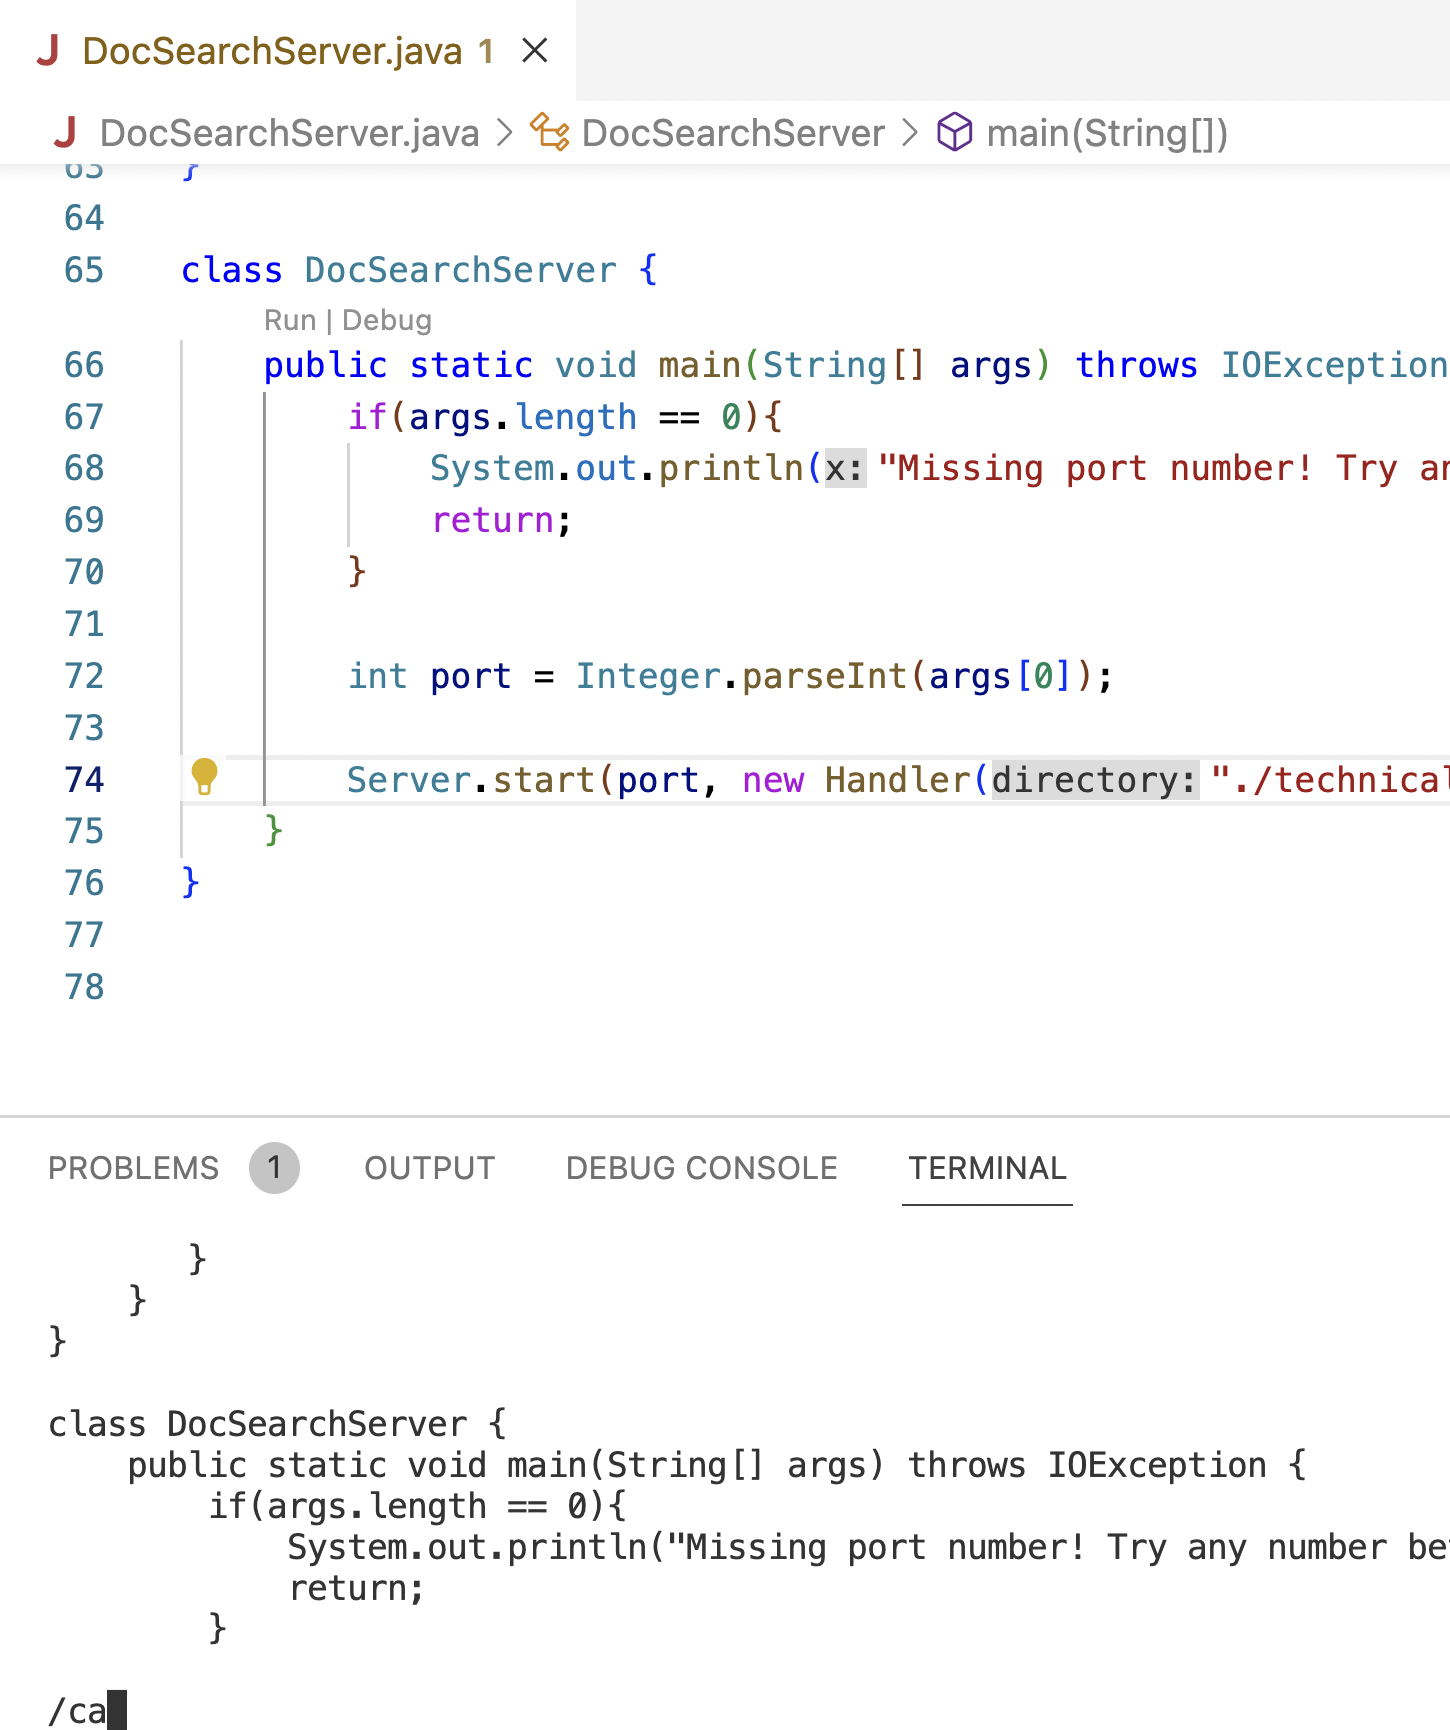 DocSearchServer.java 1
DocSearchServer.java > DocSearchServer > main(String[])
63 }
64
65 class DocSearchServer {
Run | Debug
66 public static void main(String[] args) throws IOException
67 if(args.length == 0){
68 System.out.println(x: "Missing port number! Try
69 return;
70 }
71
72 int port = Integer.parseInt(args[0]);
73
74 Server.start(port, new Handler(directory: "./technical
75 }
76 }
77
78
PROBLEMS 1 OUTPUT DEBUG CONSOLE TERMINAL
}
}
}
class DocSearchServer {
public static void main(String[] args) throws IOException {
if(args.length == 0){
System.out.println("Missing port number! Try any number
return;
}
/ca